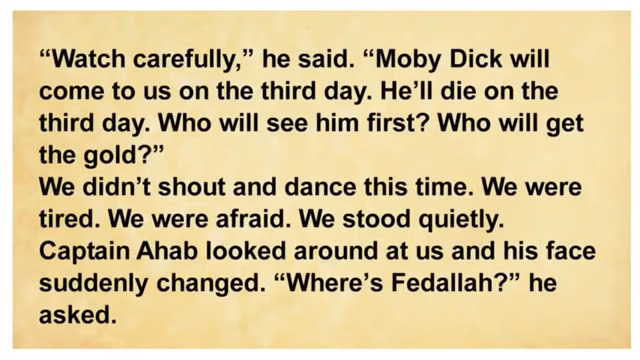 “Watch carefully,” he said. “Moby Dick will
come to us on the third day. He’ll die on the
third day. Who will see him first? Who will get
the gold?”
We didn’t shout and dance this time. We were
tired. We were afraid. We stood quietly.
Captain Ahab looked around at us and his face
suddenly changed. “Where’s Fedallah?” he
asked.